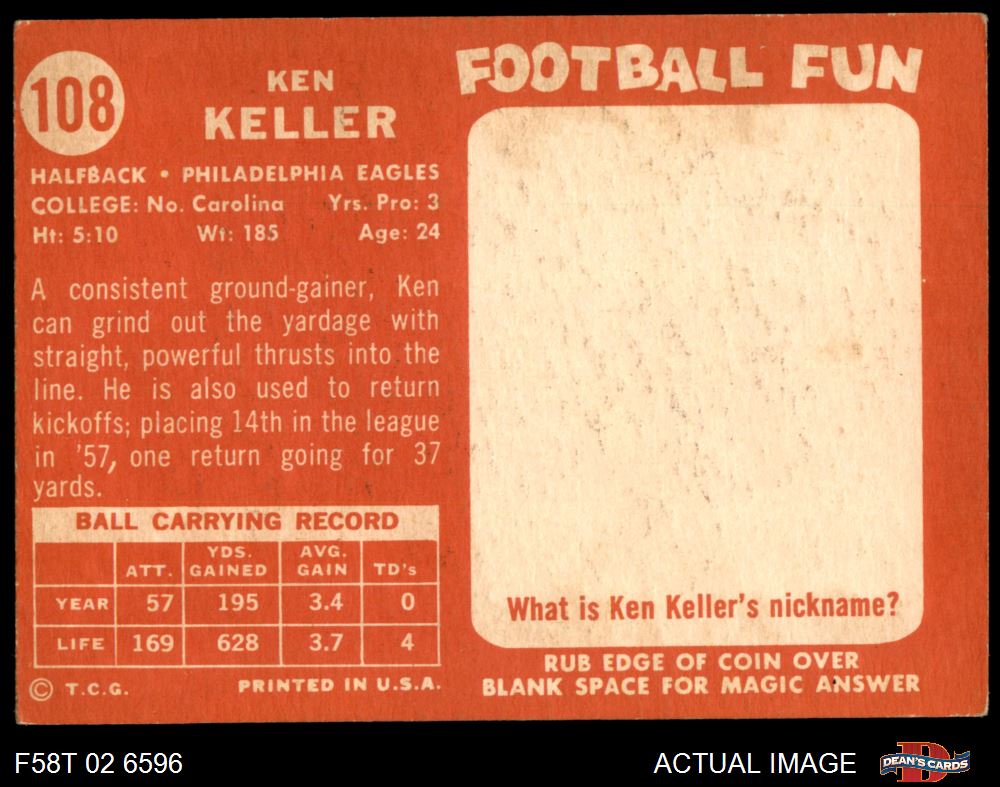 108
KEN
KELLER
HALFBACK • PHILADELPHIA EAGLES
COLLEGE: No. Carolina Yrs. Pro: 3
Ht: 5:10 Wt: 185 Age: 24
A consistent ground-gainer, Ken
can grind out the yardage with
straight, powerful thrusts into the
line. He is also used to return
kickoffs; placing 14th in the league
in '57, one return going for 37
yards.
BALL CARRYING RECORD
ATT. YDS. GAINED AVG. GAIN TD's
YEAR 57 195 3.4 0
LIFE 169 628 3.7 4
© T.C.G. PRINTED IN U.S.A.
FOOTBALL FUN
What is Ken Keller's nickname?
RUB EDGE OF COIN OVER
BLANK SPACE FOR MAGIC ANSWER
F58T 02 6596 ACTUAL IMAGE
D
DEAN'S CARDS